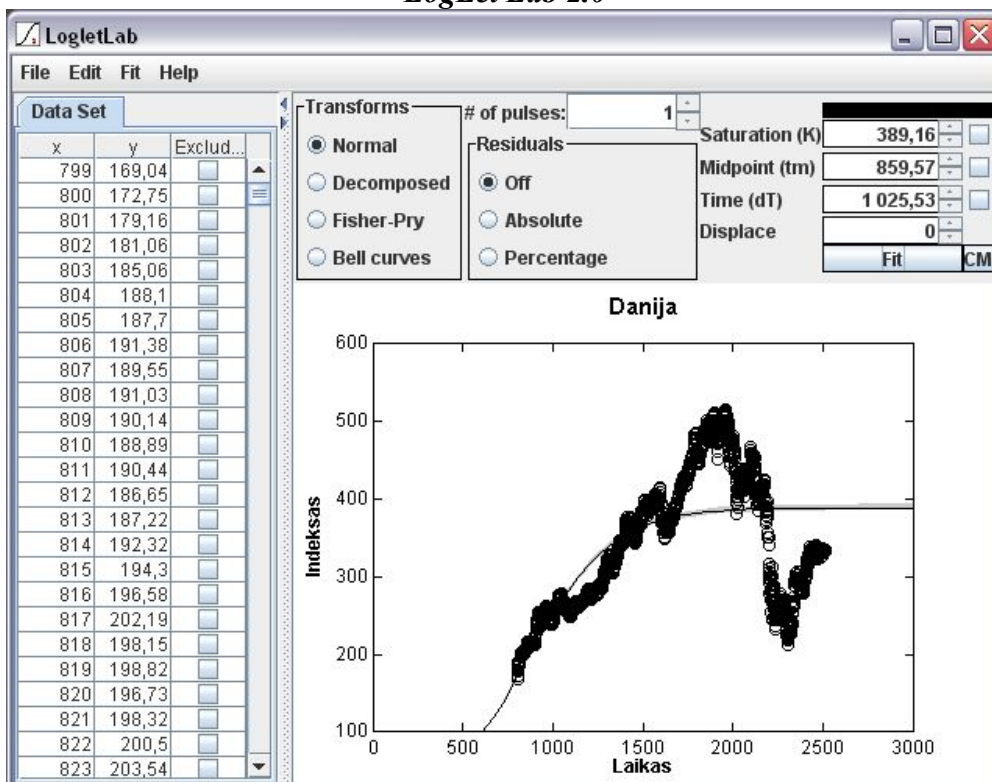 LogletLab
File Edit Fit Help
Data Set
x y Exclud...
799 169,04
800 172,75
801 179,16
802 181,06
803 185,06
804 188,1
805 187,7
806 191,38
807 189,55
808 191,03
809 190,14
810 188,89
811 190,44
812 186,65
813 187,22
814 192,32
815 194,3
816 196,58
817 202,19
818 198,15
819 198,82
820 196,73
821 198,32
822 200,5
823 203,54
Transforms
Normal
Decomposed
Fisher-Pry
Bell curves
# of pulses: 1
Residuals
Off
Absolute
Percentage
Saturation (K) 389,16
Midpoint (tm) 859,57
Time (dT) 1 025,53
Displace 0
Fit CM
Danija
Indeksas
600
500
400
300
200
100
0 500 1000 1500 2000 2500 3000
Laikas